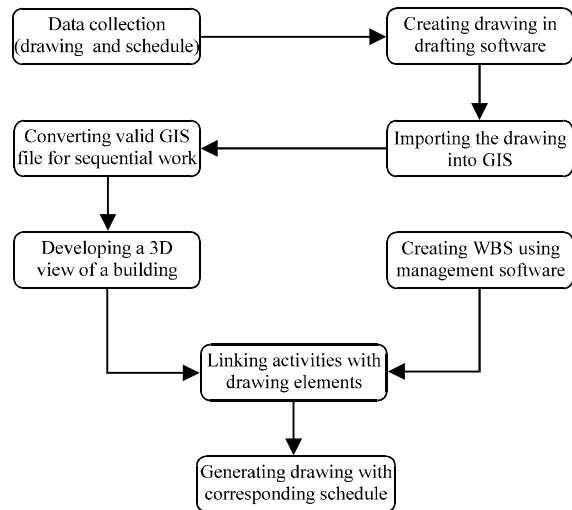 Data collection
(drawing and schedule)
Creating drawing in
drafting software
Converting valid GIS
file for sequential work
Importing the drawing
into GIS
Developing a 3D
view of a building
Creating WBS using
management software
Linking activities with
drawing elements
Generating drawing with
corresponding schedule